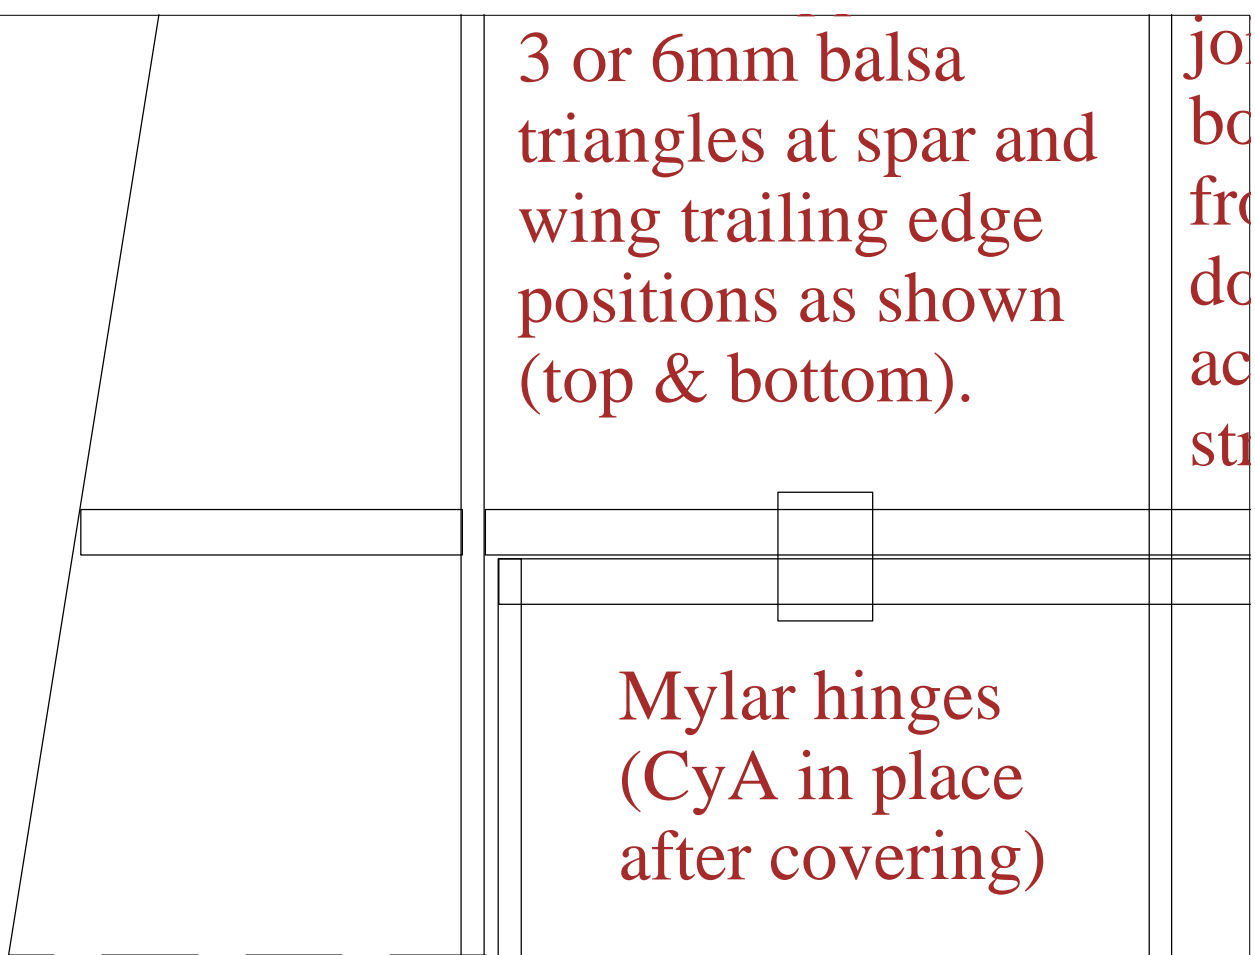 3 or 6mm balsa
triangles at spar and
wing trailing edge
positions as shown
(top & bottom).
Mylar hinges
(CyA in place
after covering)